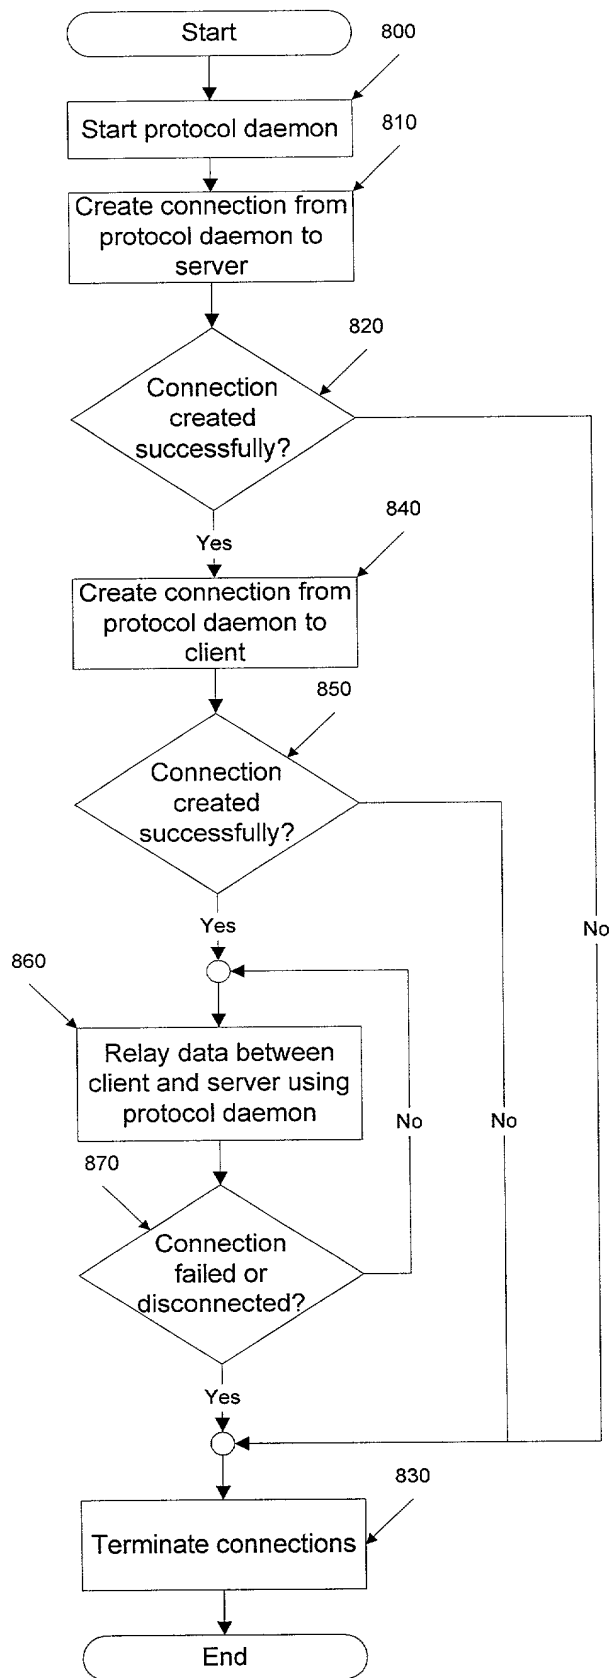 Start
800
Start protocol daemon
810
Create connection from
protocol daemon to
server
820
Connection
created
successfully?
Yes
840
Create connection from
protocol daemon to
client
850
Connection
created
successfully?
Yes
No
860
Relay data between
client and server using
protocol daemon
No
No
870
Connection
failed or
disconnected?
Yes
830
Terminate connections
End